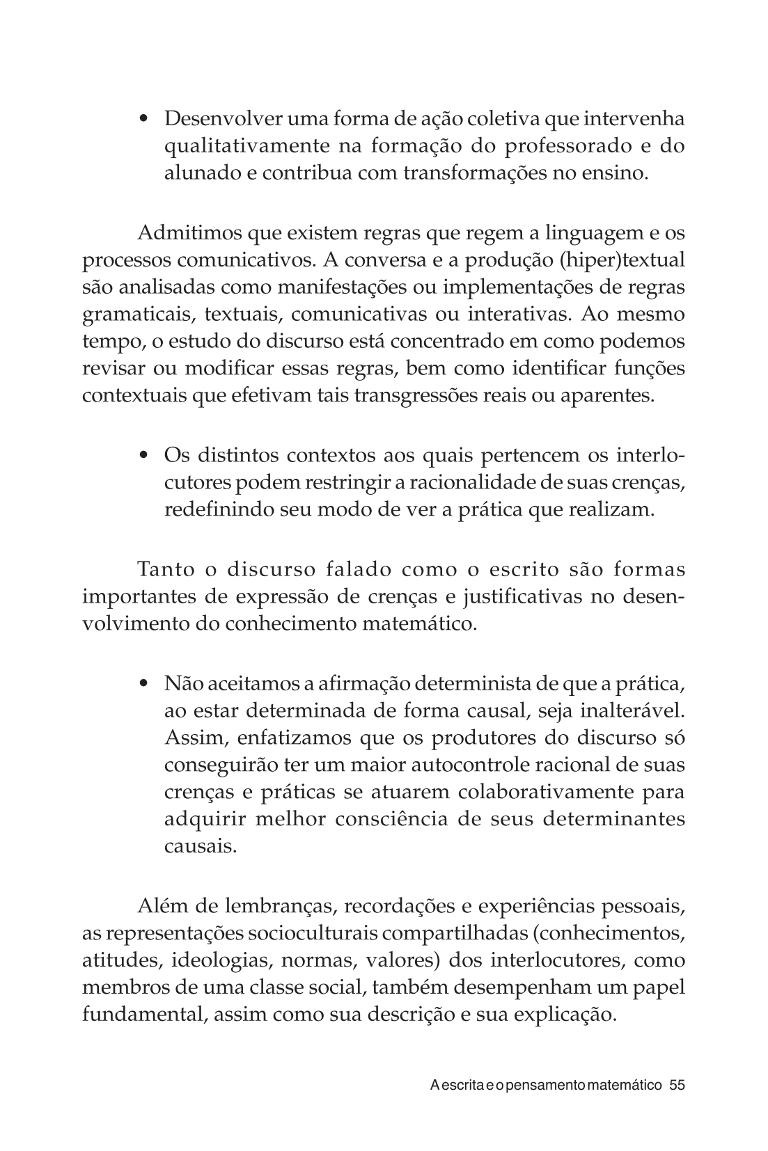 • Desenvolver uma forma de ação coletiva que intervenha
qualitativamente na formação do professorado e do
alunado e contribua com transformações no ensino.
Admitimos que existem regras que regem a linguagem e os
processos comunicativos. A conversa e a produção (hiper)textual
são analisadas como manifestações ou implementações de regras
gramaticais, textuais, comunicativas ou interativas. Ao mesmo
tempo, o estudo do discurso está concentrado em como podemos
revisar ou modificar essas regras, bem como identificar funções
contextuais que efetivam tais transgressões reais ou aparentes.
• Os distintos contextos aos quais pertencem os interlo-
cutores podem restringir a racionalidade de suas crenças,
redefinindo seu modo de ver a prática que realizam.
Tanto o discurso falado como o escrito são formas
importantes de expressão de crenças e justificativas no desen-
volvimento do conhecimento matemático.
• Não aceitamos a afirmação determinista de que a prática,
ao estar determinada de forma causal, seja inalterável.
Assim, enfatizamos que os produtores do discurso só
conseguirão ter um maior autocontrole racional de suas
crenças e práticas se atuarem colaborativamente para
adquirir melhor consciência de seus determinantes
causais.
Além de lembranças, recordações e experiências pessoais,
as representações socioculturais compartilhadas (conhecimentos,
atitudes, ideologias, normas, valores) dos interlocutores, como
membros de uma classe social, também desempenham um papel
fundamental, assim como sua descrição e sua explicação.
A escrita e o pensamento matemático 55